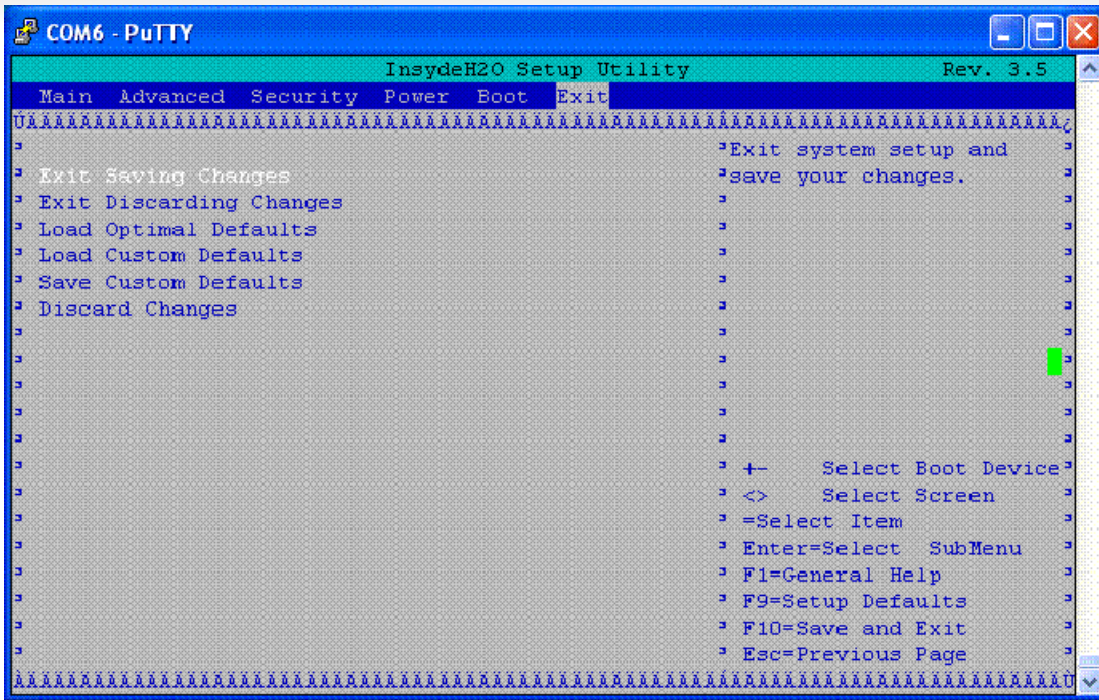 COM6 - PuTTY
InsydeH2O Setup Utility Rev. 3.5
Main Advanced Security Power Boot Exit
Exit Saving Changes
Exit Discarding Changes
Load Optimal Defaults
Load Custom Defaults
Save Custom Defaults
Discard Changes
Exit system setup and
save your changes.
+- Select Boot Device
<> Select Screen
=Select Item
Enter=Select SubMenu
F1=General Help
F9=Setup Defaults
F10=Save and Exit
Esc=Previous Page